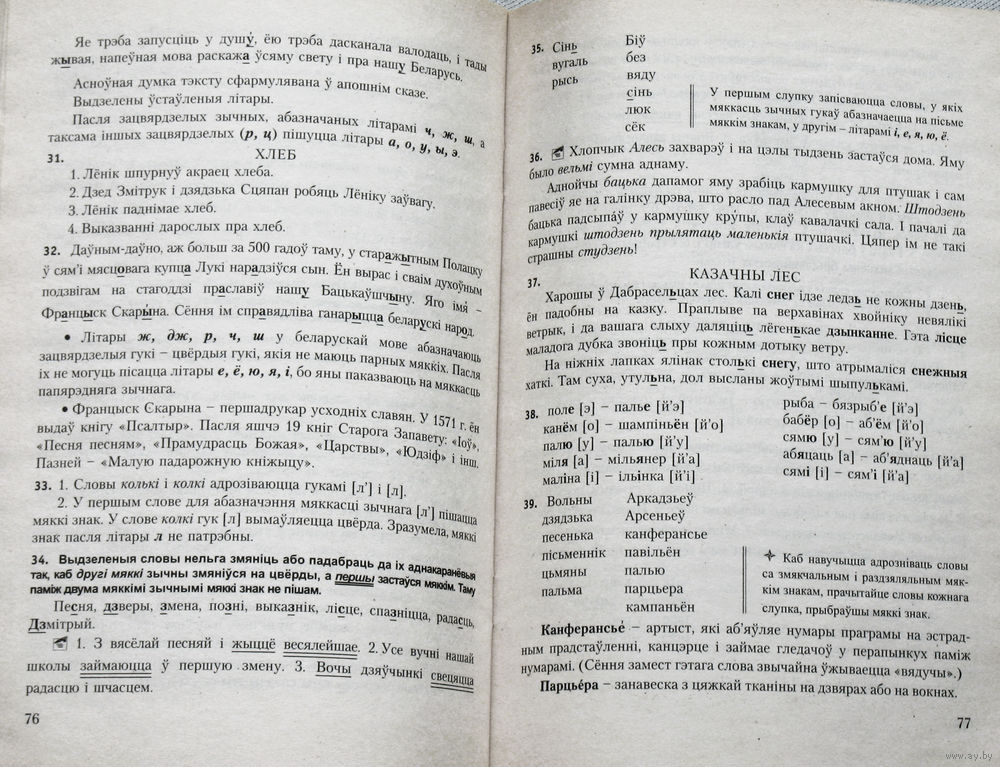 Яе трэба запусціць у душу́, ёю трэба дасканала валодаць, і тады
жывая, напеўная мова раскажа ўсяму свету і пра нашу Беларусь.
Асноўная думка тэксту сфармулявана ў апошнім сказе.
Выдзелены ўстаўленыя літары.
Пасля зацвярдзелых зычных, абазначаных літарамі ч, ж, ш, а
таксама іншых зацвярдзелых (р, ц) пішуцца літары а, о, у, ы, э.
31. ХЛЕБ
1. Лёнік шпурнуў акраец хлеба.
2. Дзед Змітрук і дзядзька Сцяпан робяць Лёніку заўвагу.
3. Лёнік паднімае хлеб.
4. Выказванні дарослых пра хлеб.
32. Даўным-даўно, аж больш за 500 гадоў таму, у старажытным Полацку
ў сям'і мясцовага купца Лукі нарадзіўся сын. Ён вырас і сваім духоўным
подзвігам на стагоддзі праславіў нашу Бацькаўшчыну. Яго імя –
Францыск Скары́на. Сёння ім справядліва ганарыцца беларускі народ.
• Літары ж, дж, р, ч, ш у беларускай мове абазначаюць
зацвярдзелыя гукі – цвёрдыя гукі, якія не маюць парных мяккіх. Пасля
іх не могуць пісацца літары е, ё, ю, я, і, бо яны паказваюць на мяккасць
папярэдняга зычнага.
• Францыск Скарына – першадрукар усходніх славян. У 1571 г. ён
выдаў кнігу «Псалтыр». Пасля яшчэ 19 кніг Старога Запавету: «Іоў»,
«Песня песням», «Прамудрасць Божая», «Царствы», «Юдзіф» і інш.
Пазней – «Малую падарожную кніжыцу».
33. 1. Словы колькі і колкі адрозіваюцца гукамі [л'] і [л].
2. У першым слове для абазначэння мяккасці зычнага [л'] пішацца
мяккі знак. У слове колкі гук [л] вымаўляецца цвёрда. Зразумела, мяккі
знак пасля літары л не патрэбны.
34. Выдзеленыя словы нельга змяніць або падабраць да іх аднакаранёвыя
так, каб другі мяккі зычны змяніўся на цвёрды, а першы застаўся мяккім. Таму
паміж двума мяккімі зычнымі мяккі знак не пішам.
Песня, дзверы, змена, позні, выказнік, лісце, спазніцца, радасць,
Дзмітрый.
1. З вясёлай песняй і жыццё весялейшае. 2. Усе вучні нашай
школы займаюцца ў першую змену. 3. Вочы дзяўчынкі свецяцца
радасцю і шчасцем.
76
35. Сінь Біў
вугаль без
рысь вяду
сінь
люк
сёк
У першым слупку запісваюцца словы, у якіх
мяккасць зычных гукаў абазначаецца на пісьме
мяккім знакам, у другім – літарамі і, е, я, ю, ё.
36. Хлопчык Алесь захварэў і на цэлы тыдзень застаўся дома. Яму
было вельмі сумна аднаму.
Аднойчы бацька дапамог яму зрабіць кармушку для птушак і сам
павесіў яе на галінку дрэва, што расло пад Алесевым акном. Штодзень
бацька падсыпа́ў у кармушку кру́пы, клаў кавалачкі сала. І пачалі да
кармушкі штодзень прылятаць маленькія птушачкі. Цяпер ім не такі
страшны студзень!
37. КАЗАЧНЫ ЛЕС
Харошы ў Дабрасельцах лес. Калі снег ідзе ледзь не кожны дзень,
ён падобны на казку. Праплыве па верхавінах хвойніку невялікі
ветрык, і да вашага слыху даляціць лёгенькае дзынканне. Гэта лісце
маладога дубка звоніць пры кожным дотыку ветру.
На ніжніх лапках ялінак столькі снегу, што атрымаліся снежныя
хаткі. Там суха, утульна, дол высланы жоўтымі шыпулькамі.
38. поле [э] – палье [й'э] рыба – бязрыб'е [й'э]
канём [о] – шампіньён [й'о] бабёр [о] – аб'ём [й'о]
палю [у] – палью [й'у] сямю [у] – сям'ю [й'у]
міля [а] – мільянер [й'а] абяцаць [а] – аб'яднаць [й'а]
маліна [і] – ільінка [й'і] сямі [і] – сям'і [й'а]
39. Вольны Аркадзьеў
дзядзька Арсеньеў
песенька канферансье
пісьменнік павільён
цьмяны палью
пальма парцьера
кампаньён
Каб навучыцца адрозніваць словы
са змякчальным і раздзяляльным мяк-
кім знакам, прачытайце словы кожнага
слупка, прыбраўшы мяккі знак.
Канферансье́ – артыст, які аб'яўляе нумары праграмы на эстрад-
ным прадстаўленні, канцэрце і займае гледачоў у перапынках паміж
нумарамі. (Сёння замест гэтага слова звычайна ўжываецца «вядучы».)
Парцье́ра – занавеска з цяжкай тканіны на дзвярах або на вокнах.
77
www.ay.by